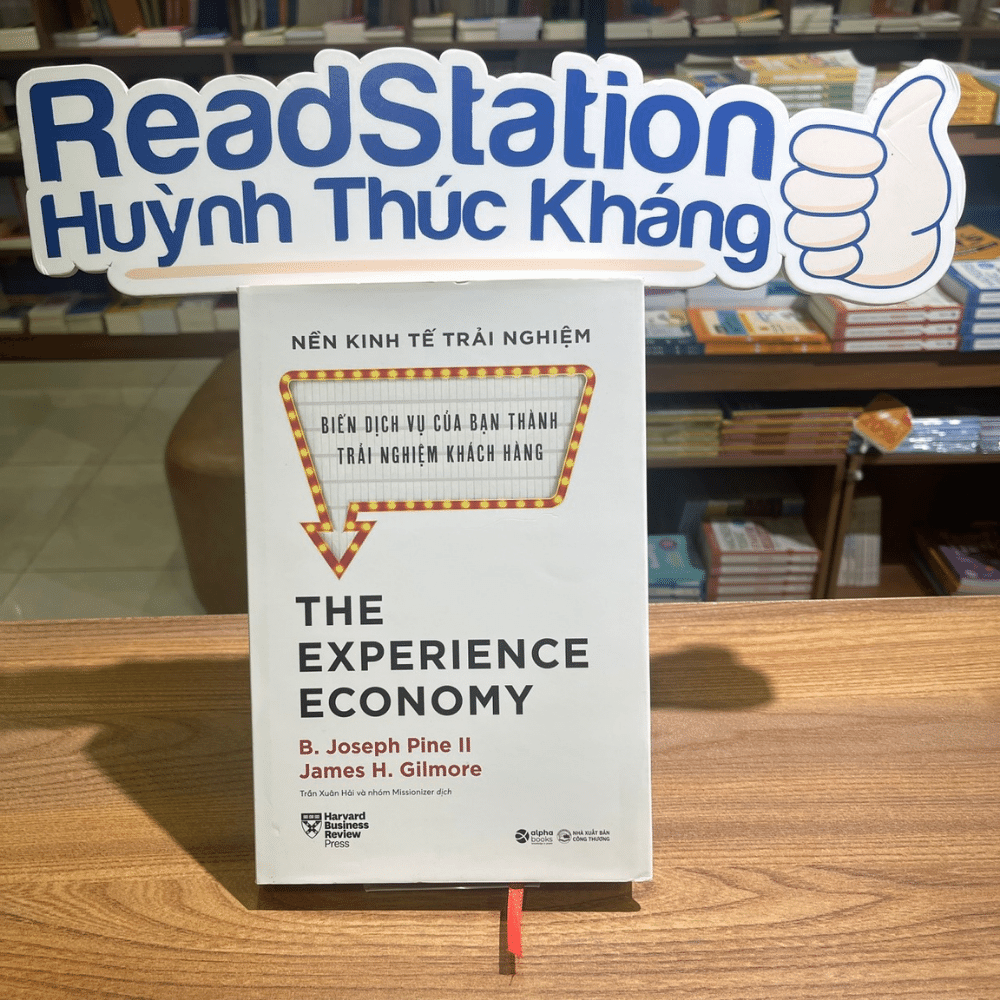 ReadStation
Huỳnh Thúc Kháng
NỀN KINH TẾ TRẢI NGHIỆM
BIẾN DỊCH VỤ CỦA BẠN THÀNH
TRẢI NGHIỆM KHÁCH HÀNG
THE
EXPERIENCE
ECONOMY
B. Joseph Pine II
James H. Gilmore
Trần Xuân Hải và nhóm Missionizer dịch
Harvard
Business
Review
Press
alpha
books
NHÀ XUẤT BẢN
CÔNG THƯƠNG